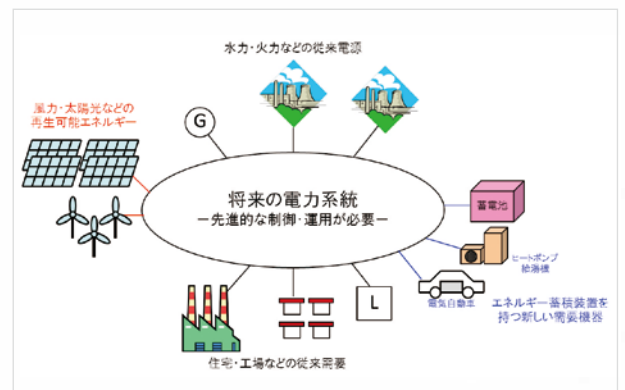 水力・火力などの従来電源
風力・太陽光などの
再生可能エネルギー
G
将来の電力系統
－先進的な制御・運用が必要－
蓄電池
ヒートポンプ
給湯機
電気自動車
エネルギー蓄積装置を
持つ新しい需要機器
L
住宅・工場などの従来需要